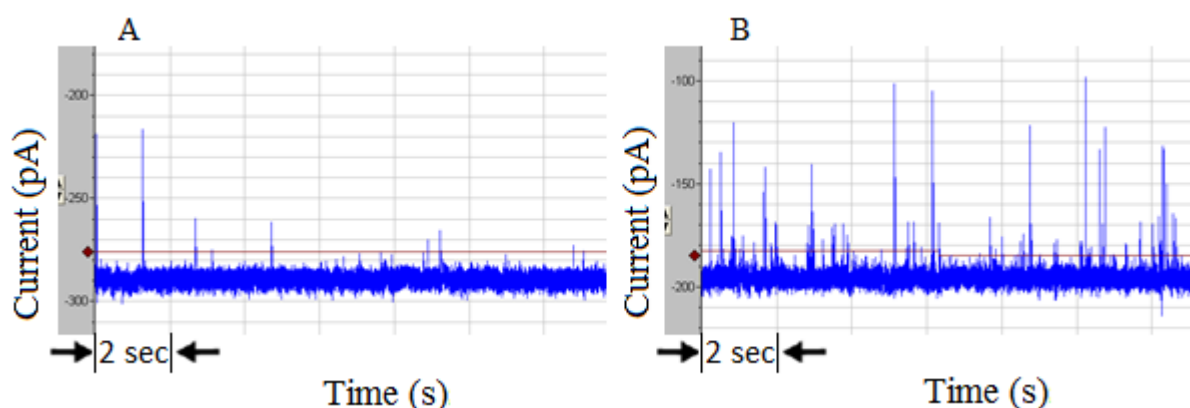 A
-200
-250
-300
Current (pA)
2 sec
Time (s)
B
-100
-150
-200
Current (pA)
2 sec
Time (s)